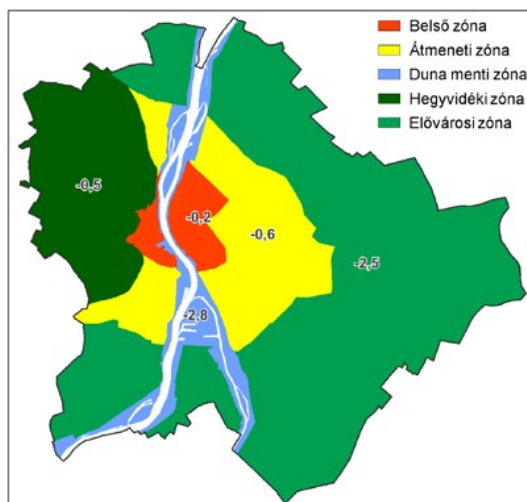 Belső zóna
Átmeneti zóna
Duna menti zóna
Hegyvidéki zóna
Elővárosi zóna
-0,5
-0,2
-0,6
-2,5
-2,8